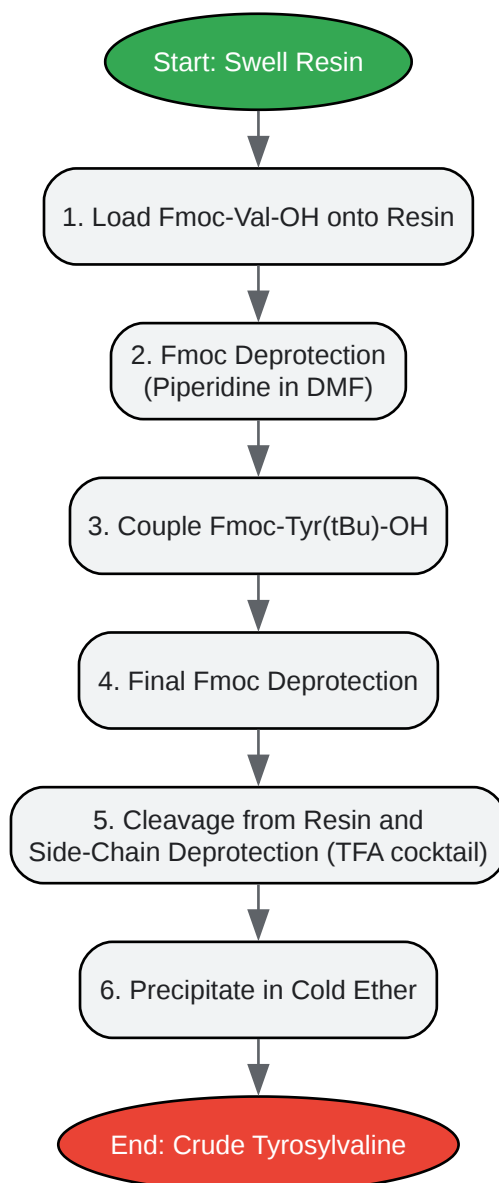 Start: Swell Resin
1. Load Fmoc-Val-OH onto Resin
2. Fmoc Deprotection
(Piperidine in DMF)
3. Couple Fmoc-Tyr(tBu)-OH
4. Final Fmoc Deprotection
5. Cleavage from Resin and
Side-Chain Deprotection (TFA cocktail)
6. Precipitate in Cold Ether
End: Crude Tyrosylvaline